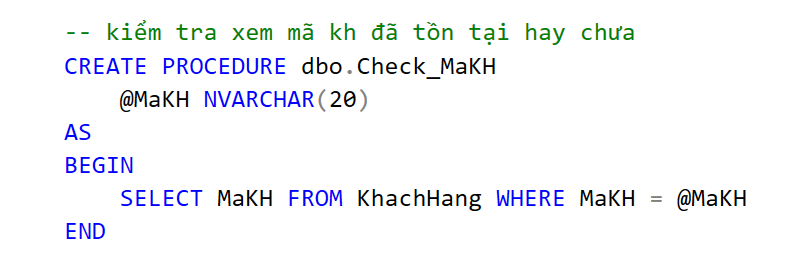 -- kiểm tra xem mã kh đã tồn tại hay chưa
CREATE PROCEDURE dbo.Check_MaKH
    @MaKH NVARCHAR(20)
AS
BEGIN
    SELECT MaKH FROM KhachHang WHERE MaKH = @MaKH
END